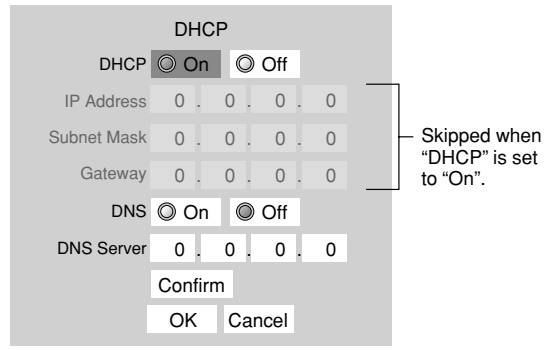 DHCP
DHCP On Off
IP Address 0 . 0 . 0 . 0
Subnet Mask 0 . 0 . 0 . 0
Gateway 0 . 0 . 0 . 0
Skipped when
“DHCP” is set
to “On”.
DNS On Off
DNS Server 0 . 0 . 0 . 0
Confirm
OK Cancel